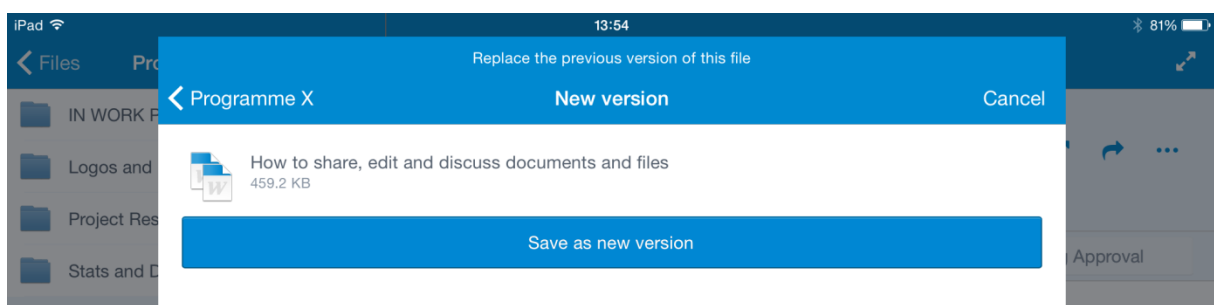 iPad 13:54 81%
Replace the previous version of this file
Files Pro
Programme X New version Cancel
IN WORK P
How to share, edit and discuss documents and files
Logos and
459.2 KB
Project Res
Save as new version
Stats and D
Approval